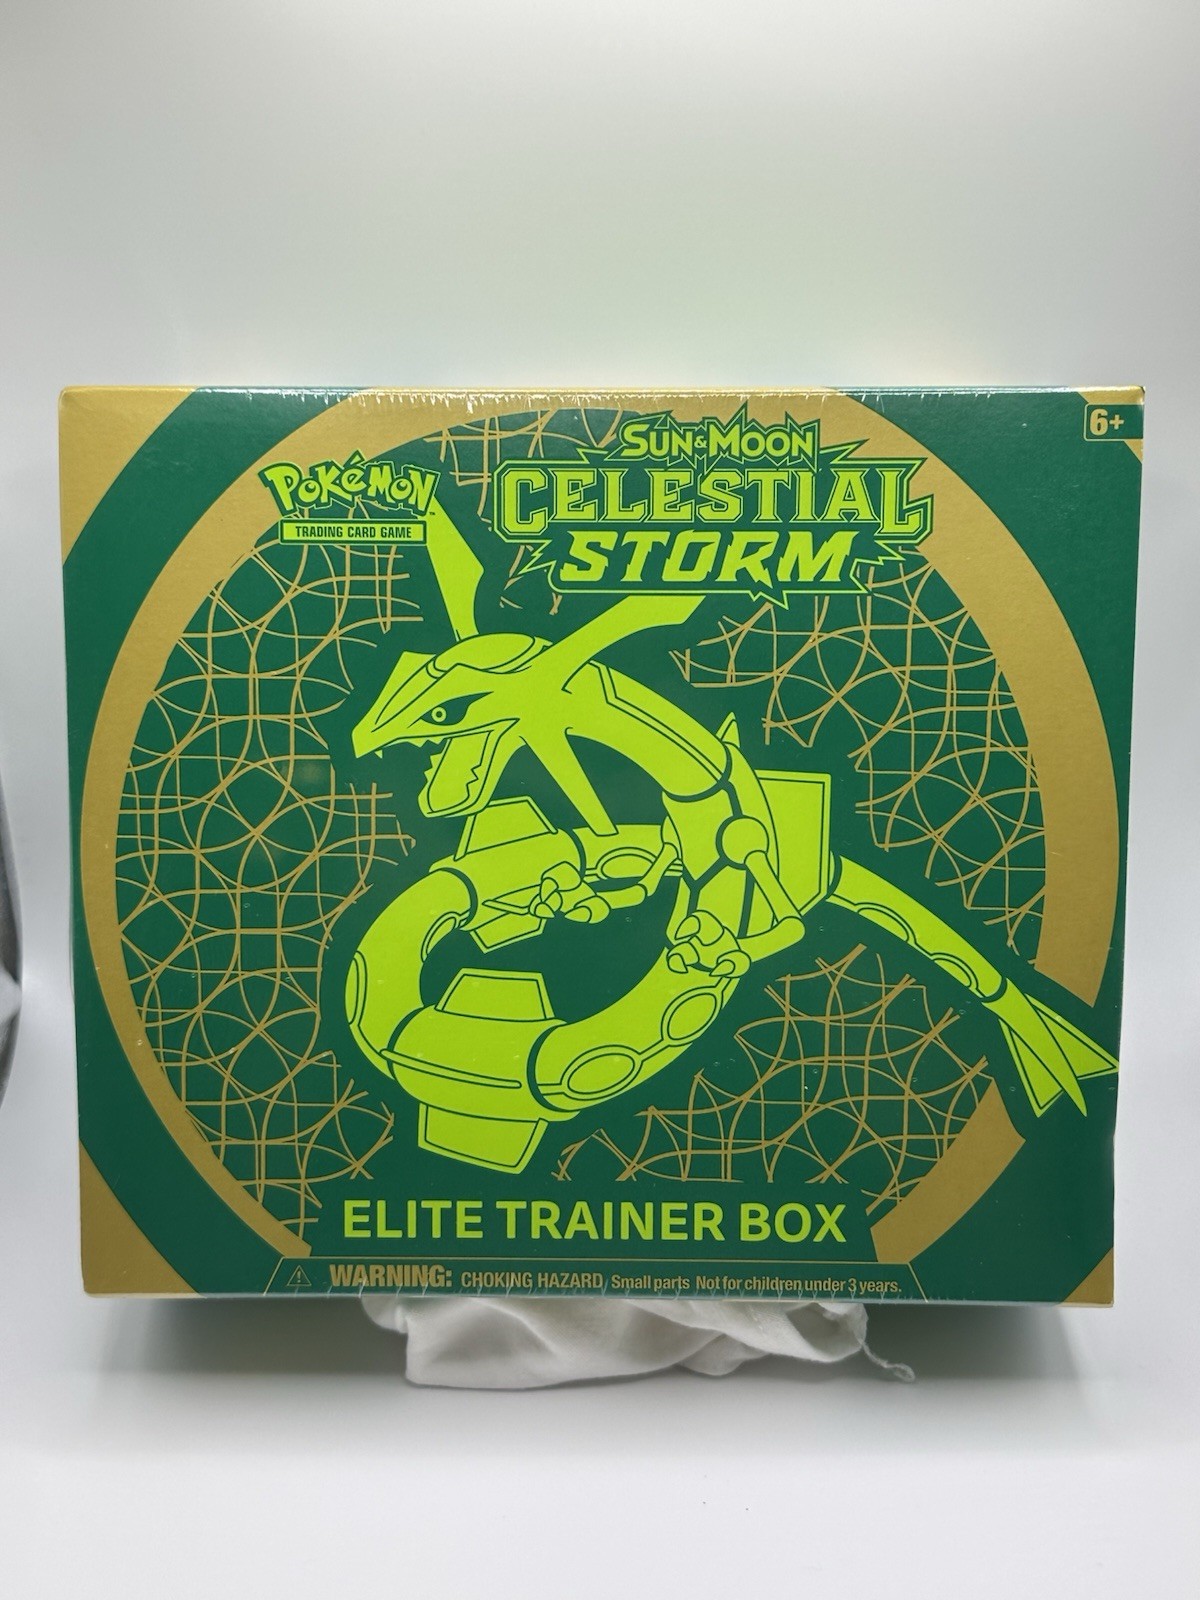 6+
SUN & MOON
POKéMON™
CELESTIAL
TRADING CARD GAME
STORM
ELITE TRAINER BOX
WARNING: CHOKING HAZARD Small parts Not for children under 3 years.